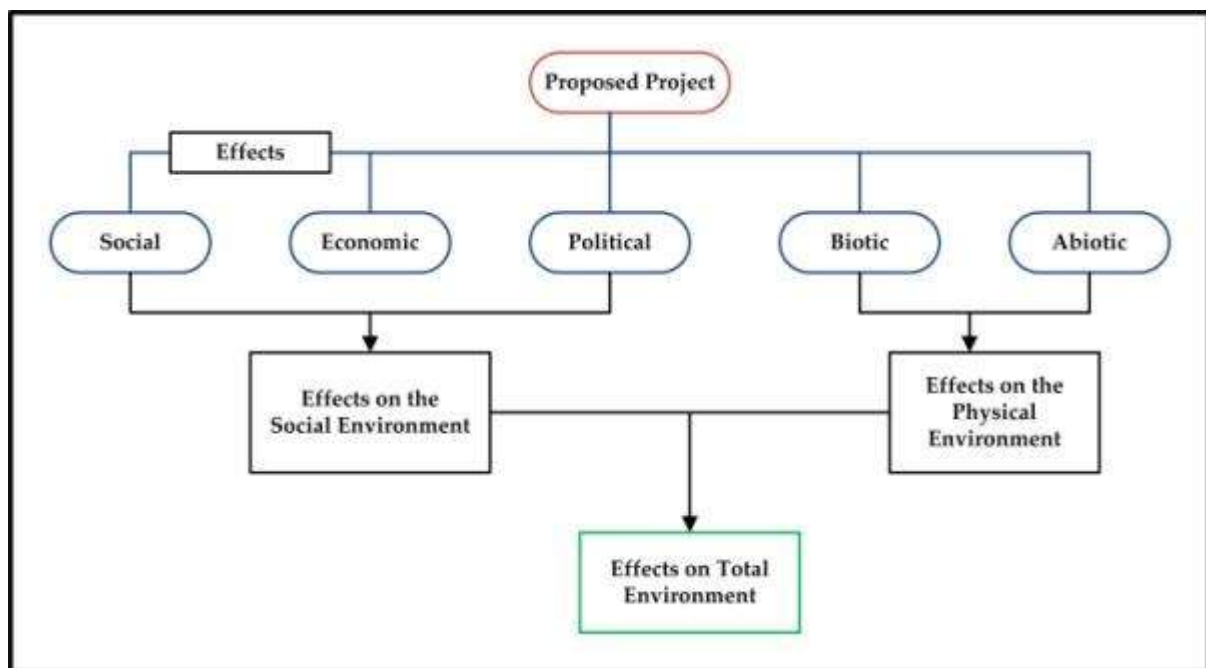 Proposed Project
Effects
Social
Economic
Political
Biotic
Abiotic
Effects on the
Social Environment
Effects on the
Physical
Environment
Effects on Total
Environment